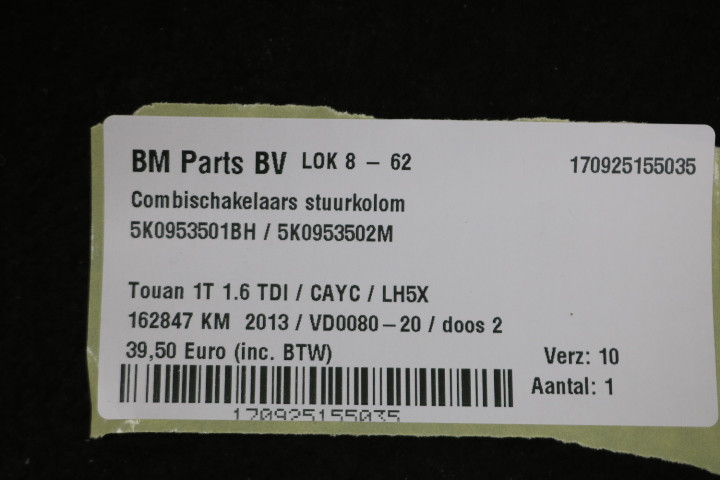 BM Parts BV LOK 8 - 62 170925155035
Combischakelaars stuurkolom
5K0953501BH / 5K0953502M
Touan 1T 1.6 TDI / CAYC / LH5X
162847 KM 2013 / VD0080-20 / doos 2
39,50 Euro (inc. BTW) Verz: 10
Aantal: 1
170925155035